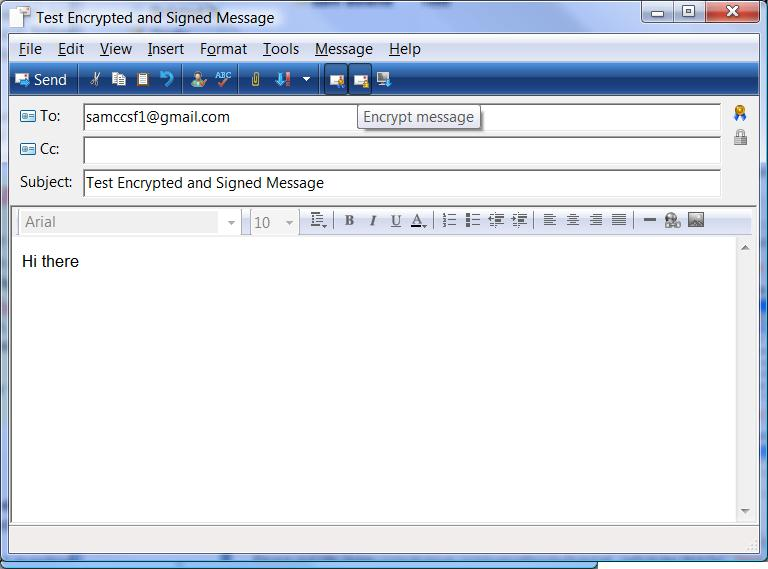 Test Encrypted and Signed Message
File Edit View Insert Format Tools Message Help
Send ABC
To: samccsf1@gmail.com
Encrypt message
Cc:
Subject: Test Encrypted and Signed Message
Arial 10 B I U A
Hi there